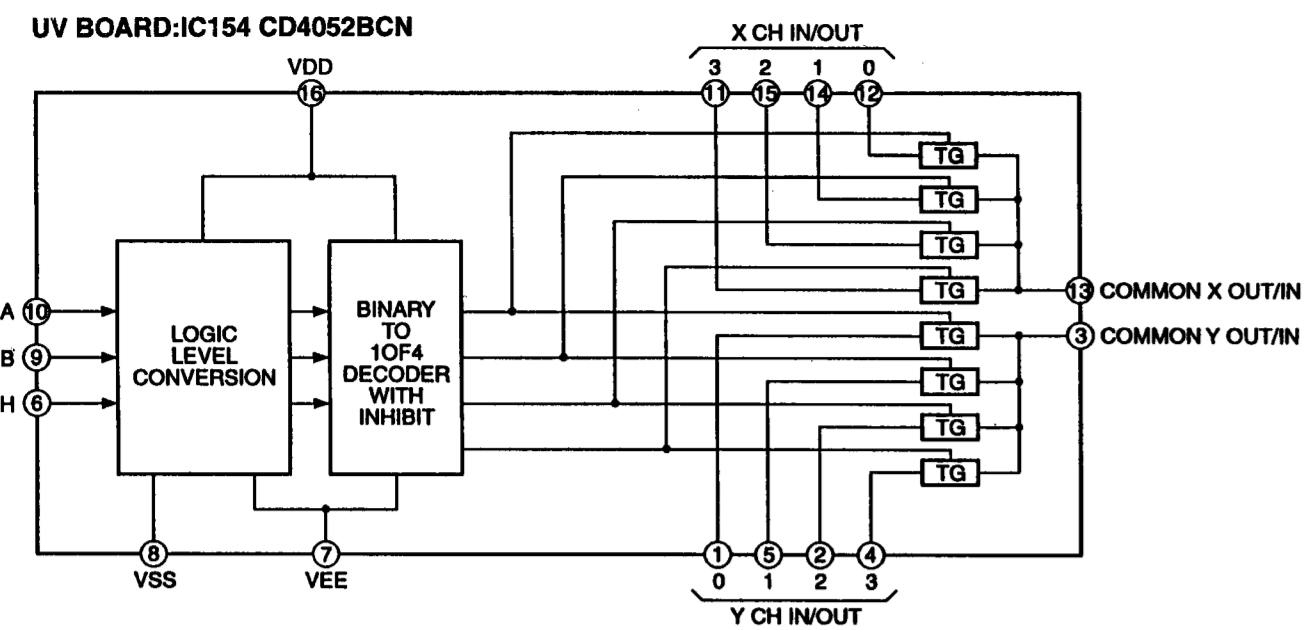 UV BOARD:IC154 CD4052BCN
X CH IN/OUT
VDD
3 2 1 0
16
11 15 14 12
TG
TG
TG
TG
13 COMMON X OUT/IN
A 10
B 9
H 6
LOGIC
LEVEL
CONVERSION
BINARY
TO
1OF4
DECODER
WITH
INHIBIT
TG
3 COMMON Y OUT/IN
TG
TG
TG
8 7 1 5 2 4
VSS VEE 0 1 2 3
Y CH IN/OUT